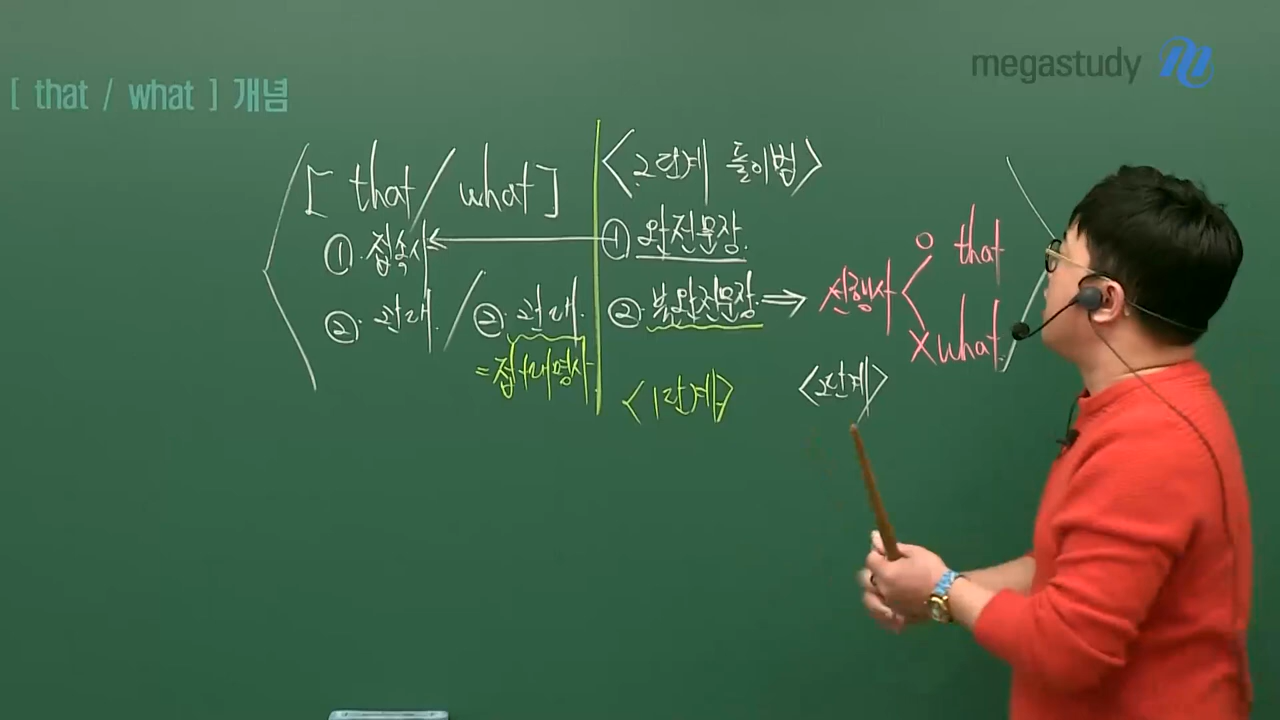 megastudy
[ that / what ] 개념
[ that / what ]
① 접속사
② 관대 / ② 관대
= 접+대명사
<2단계 풀이법>
① 완전문장.
② 불완전문장. ⇒ 선행사
O that
X what
<1단계>
<2단계>